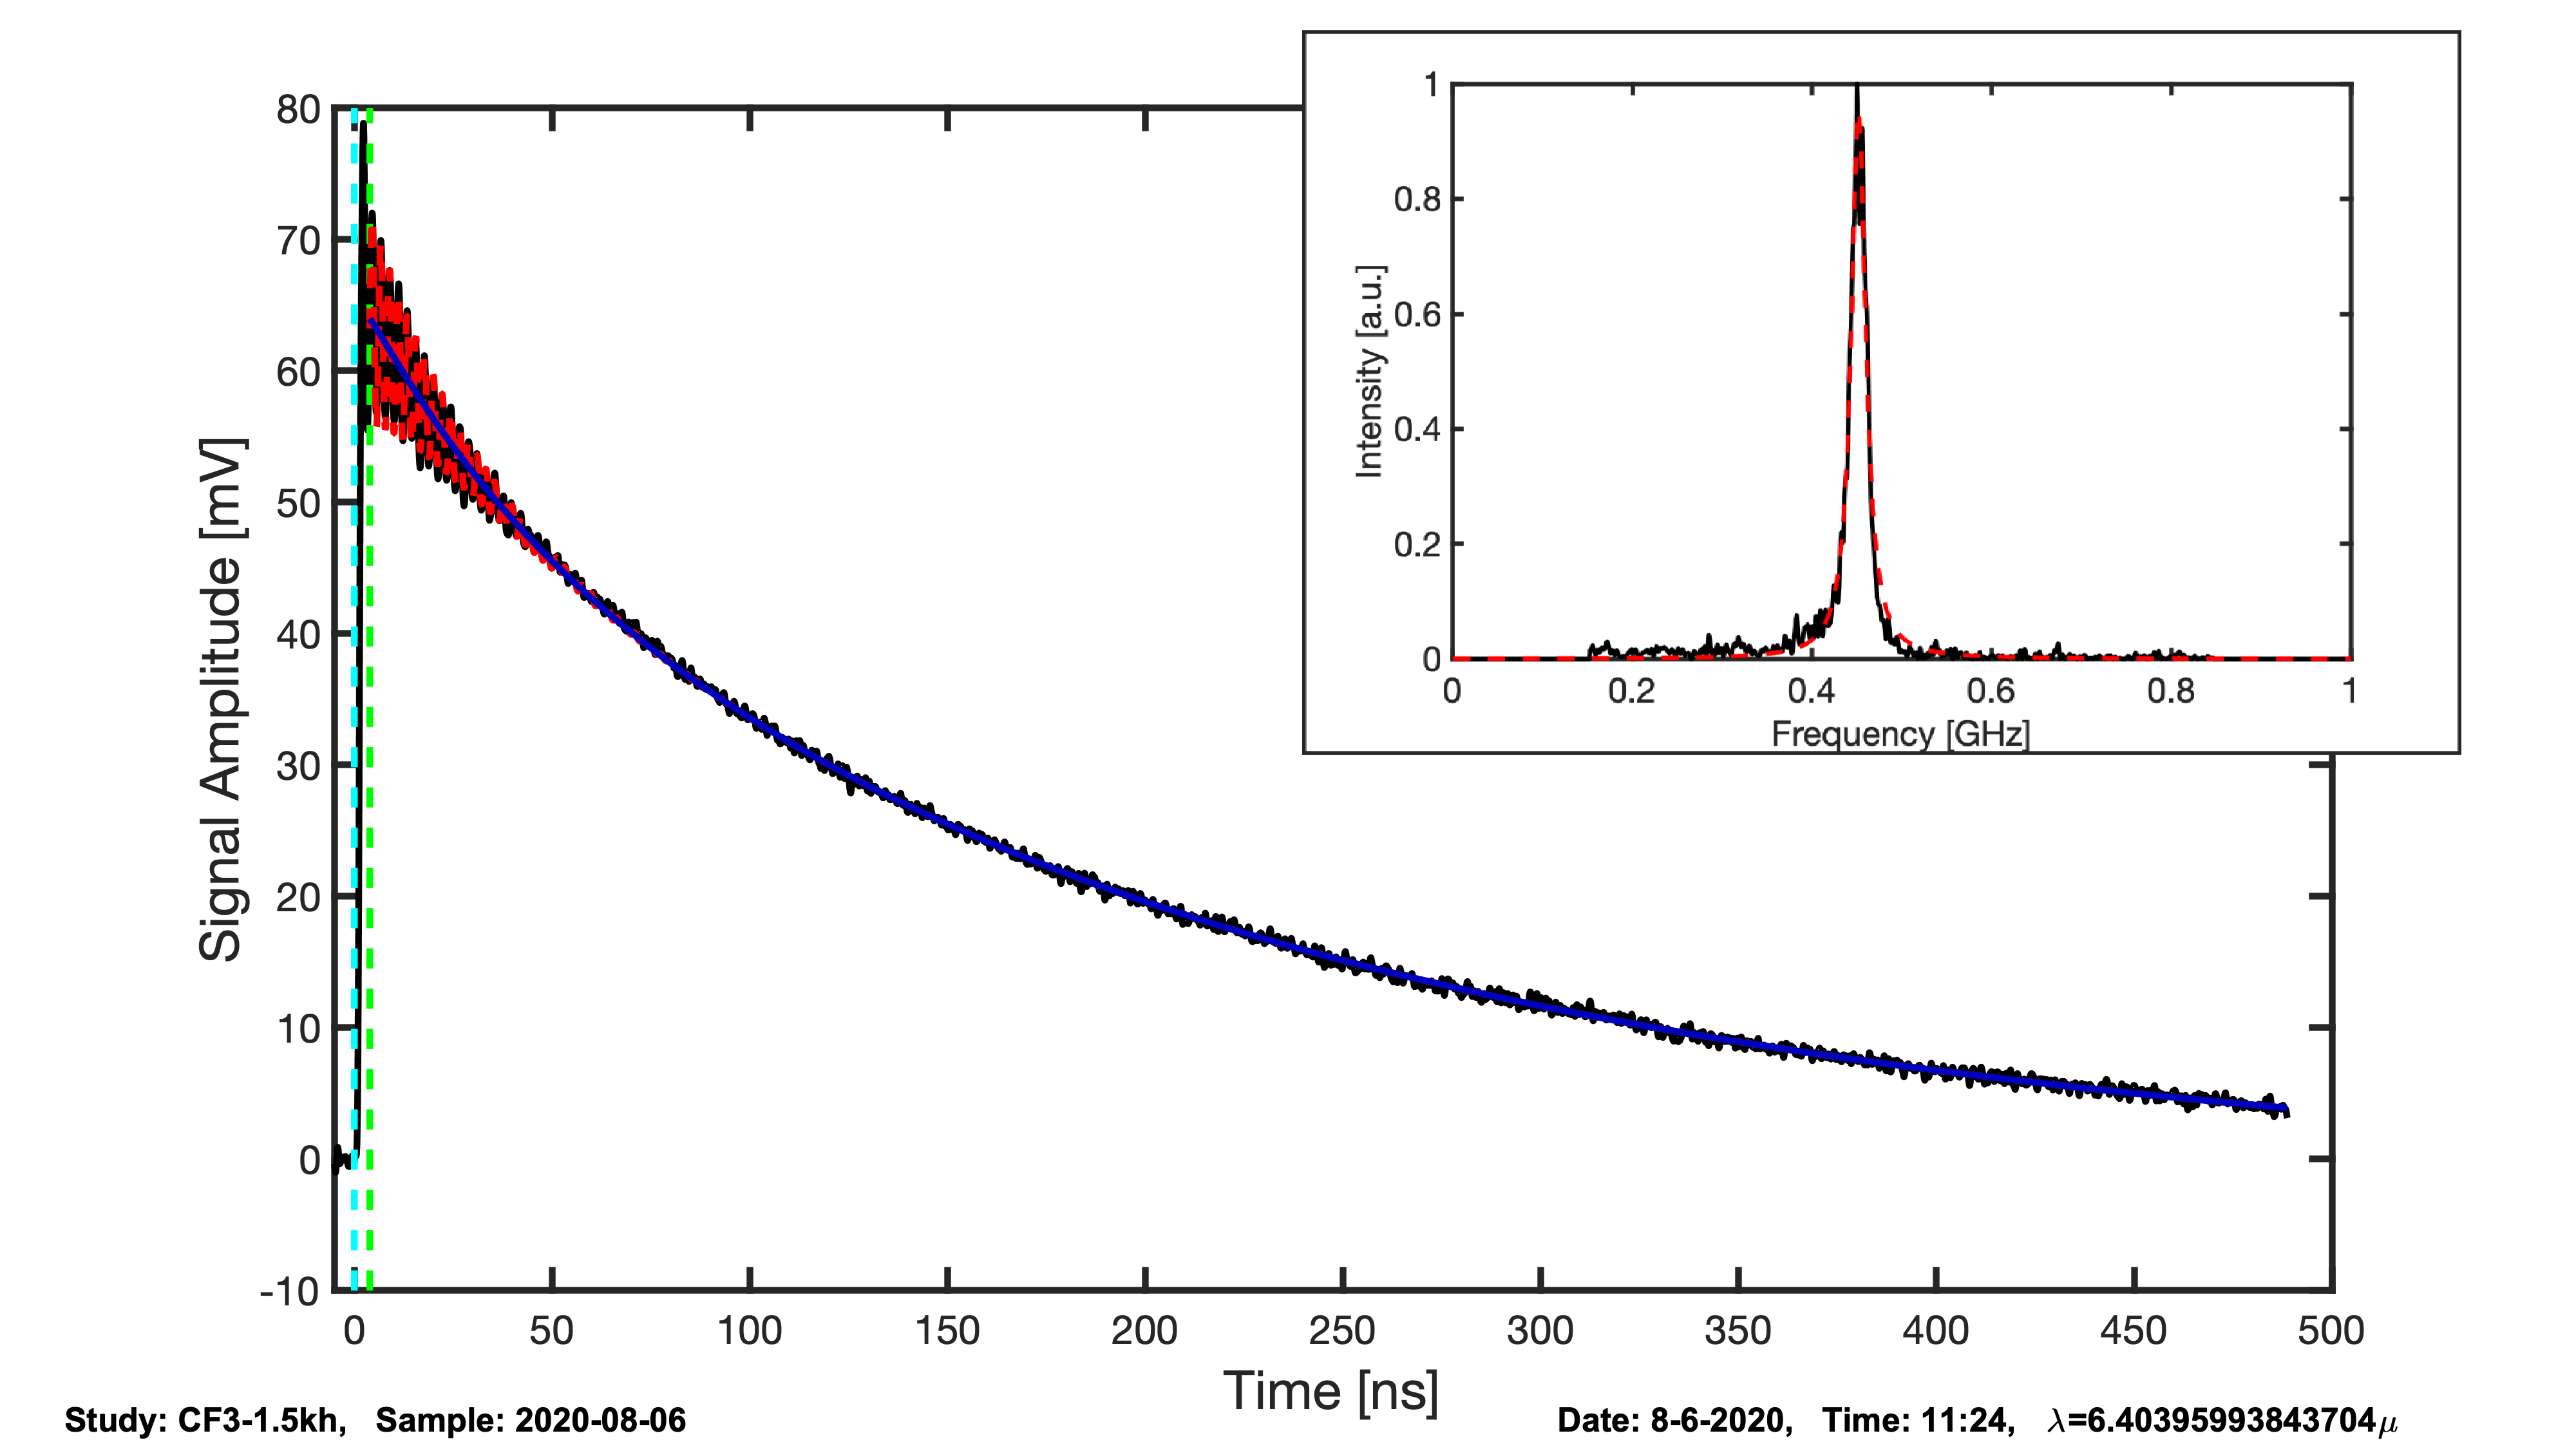 1
0.8
0.6
0.4
0.2
0
0 0.2 0.4 0.6 0.8 1
Intensity [a.u.]
Frequency [GHz]
80
70
60
50
40
30
20
10
0
-10
0 50 100 150 200 250 300 350 400 450 500
Signal Amplitude [mV]
Time [ns]
Study: CF3-1.5kh, Sample: 2020-08-06
Date: 8-6-2020, Time: 11:24, λ=6.40395993843704μ